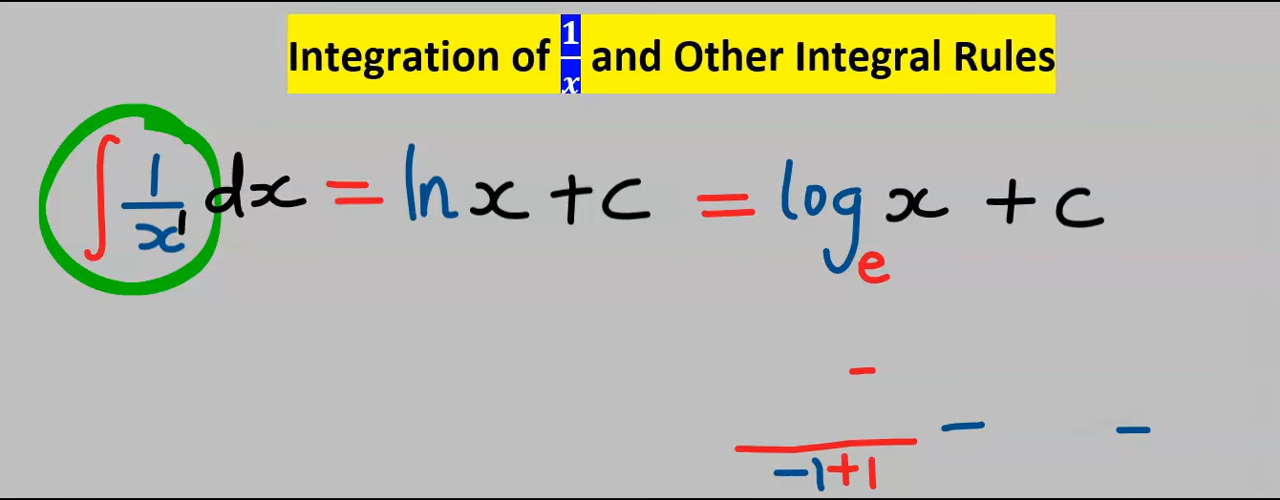 Integration of 1/x and Other Integral Rules
∫ 1/x¹ dx = ln x + c = logₑ x + c
-
— -
-1+1